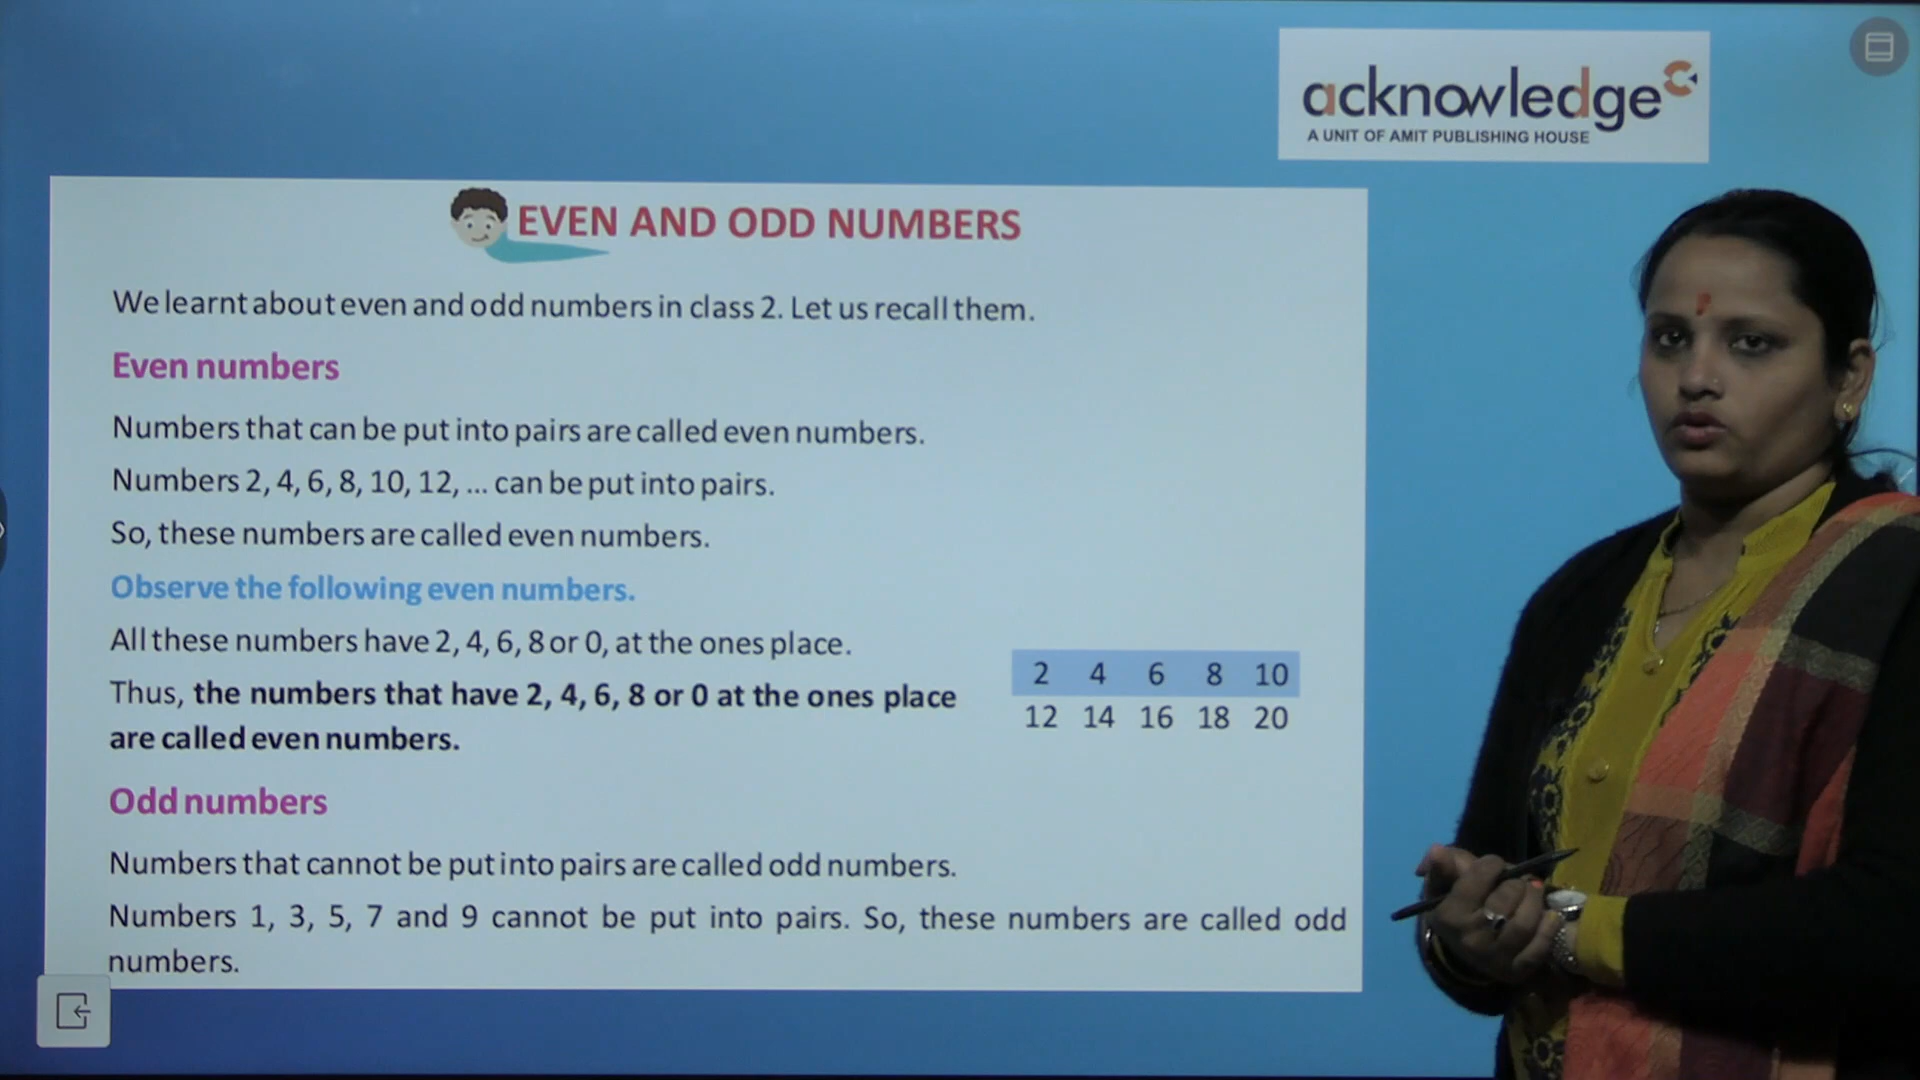 acknowledge
A UNIT OF AMIT PUBLISHING HOUSE
EVEN AND ODD NUMBERS
We learnt about even and odd numbers in class 2. Let us recall them.
Even numbers
Numbers that can be put into pairs are called even numbers.
Numbers 2, 4, 6, 8, 10, 12, ... can be put into pairs.
So, these numbers are called even numbers.
Observe the following even numbers.
All these numbers have 2, 4, 6, 8 or 0, at the ones place.
Thus, the numbers that have 2, 4, 6, 8 or 0 at the ones place
are called even numbers.
2 4 6 8 10
12 14 16 18 20
Odd numbers
Numbers that cannot be put into pairs are called odd numbers.
Numbers 1, 3, 5, 7 and 9 cannot be put into pairs. So, these numbers are called odd
numbers.